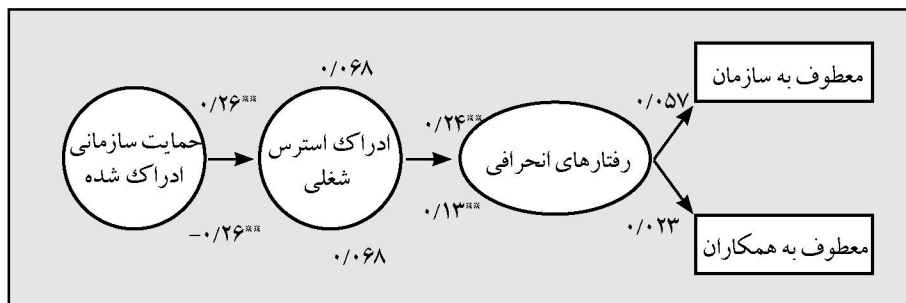 معطوف به سازمان
۰/۰۶۸
۰/۲۶**
۰/۲۴**
۰/۰۵۷
حمایت سازمانی
ادراک شده
ادراک استرس
شغلی
رفتارهای انحرافی
۰/۱۳**
-۰/۲۶**
۰/۰۲۳
۰/۰۶۸
معطوف به همکاران